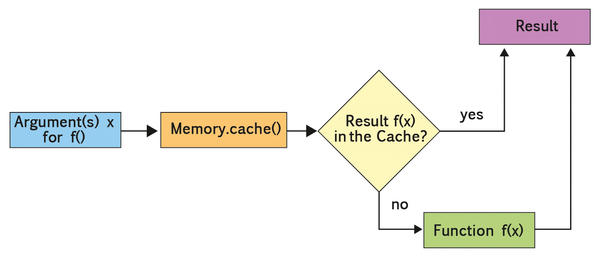 Argument(s) x
for f()
Memory.cache()
Result f(x)
in the Cache?
yes
Result
no
Function f(x)